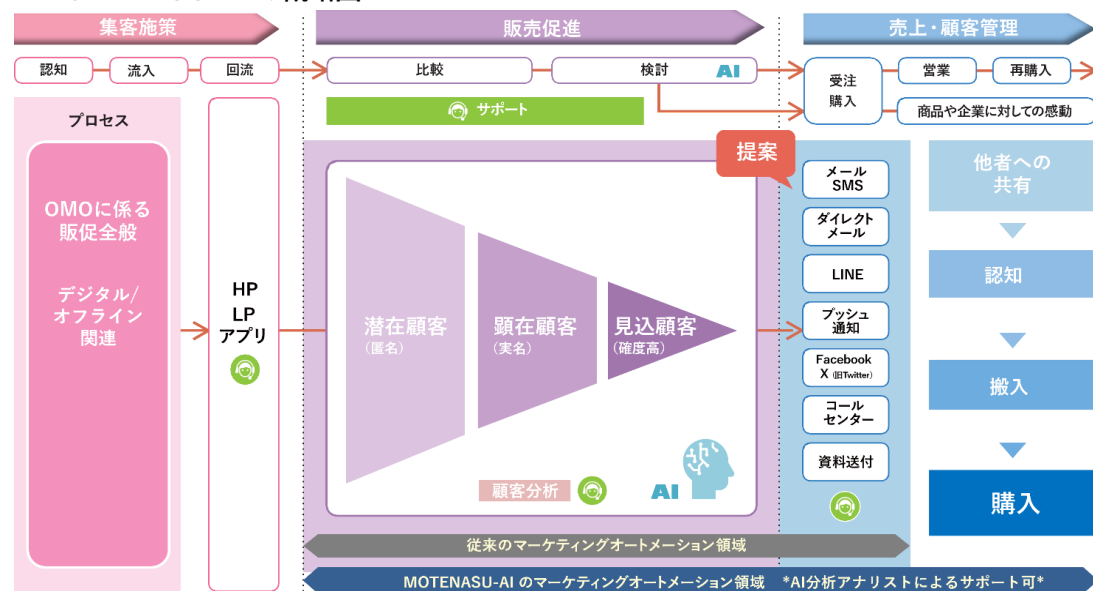 集客施策
販売促進
売上・顧客管理
認知
流入
回流
比較
検討
AI
受注
購入
営業
再購入
サポート
商品や企業に対しての感動
プロセス
OMOに係る
販促全般
デジタル/
オフライン
関連
HP
LP
アプリ
提案
潜在顧客
(匿名)
顕在顧客
(実名)
見込顧客
(確度高)
顧客分析
AI
メール
SMS
ダイレクト
メール
LINE
プッシュ
通知
Facebook
X (旧Twitter)
コール
センター
資料送付
他者への
共有
認知
搬入
購入
従来のマーケティングオートメーション領域
MOTENASU-AI のマーケティングオートメーション領域 *AI分析アナリストによるサポート可*